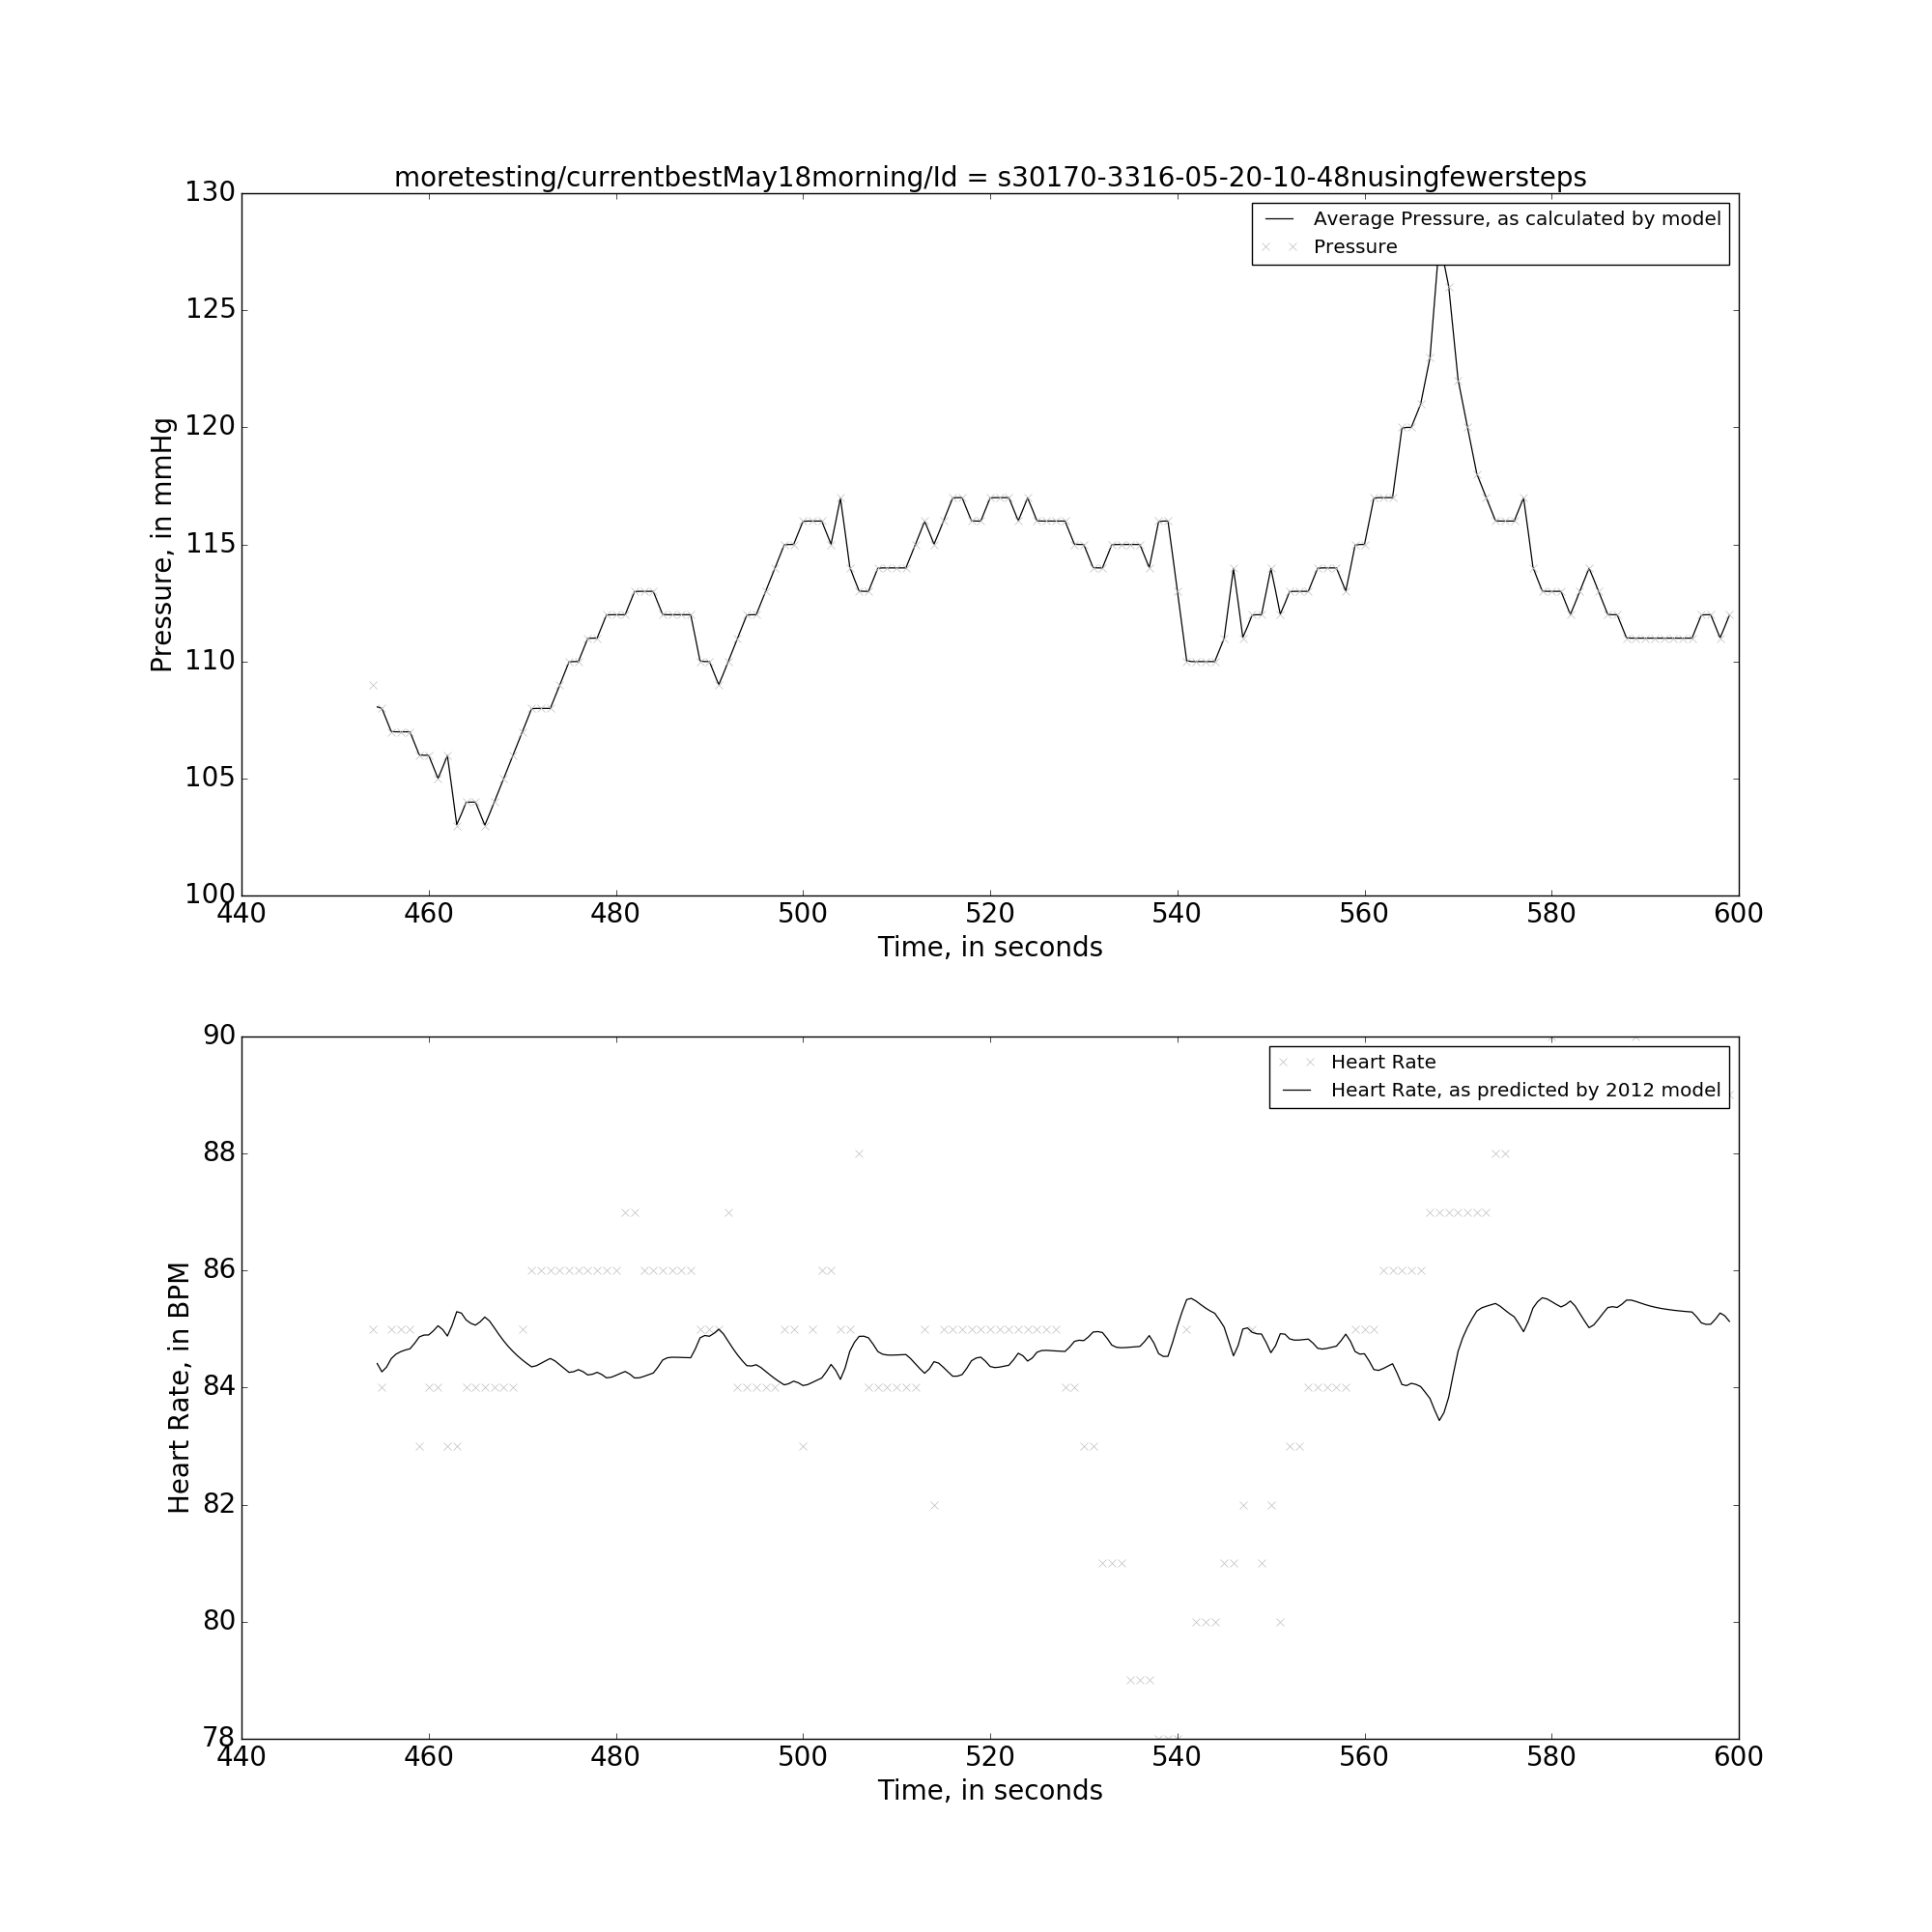 moretesting/currentbestMay18morning/Id = s30170-3316-05-20-10-48nusingfewersteps
130
125
120
115
110
105
100
Pressure, in mmHg
Average Pressure, as calculated by model
Pressure
440 460 480 500 520 540 560 580 600
Time, in seconds
90
88
86
84
82
80
78
Heart Rate, in BPM
Heart Rate
Heart Rate, as predicted by 2012 model
440 460 480 500 520 540 560 580 600
Time, in seconds